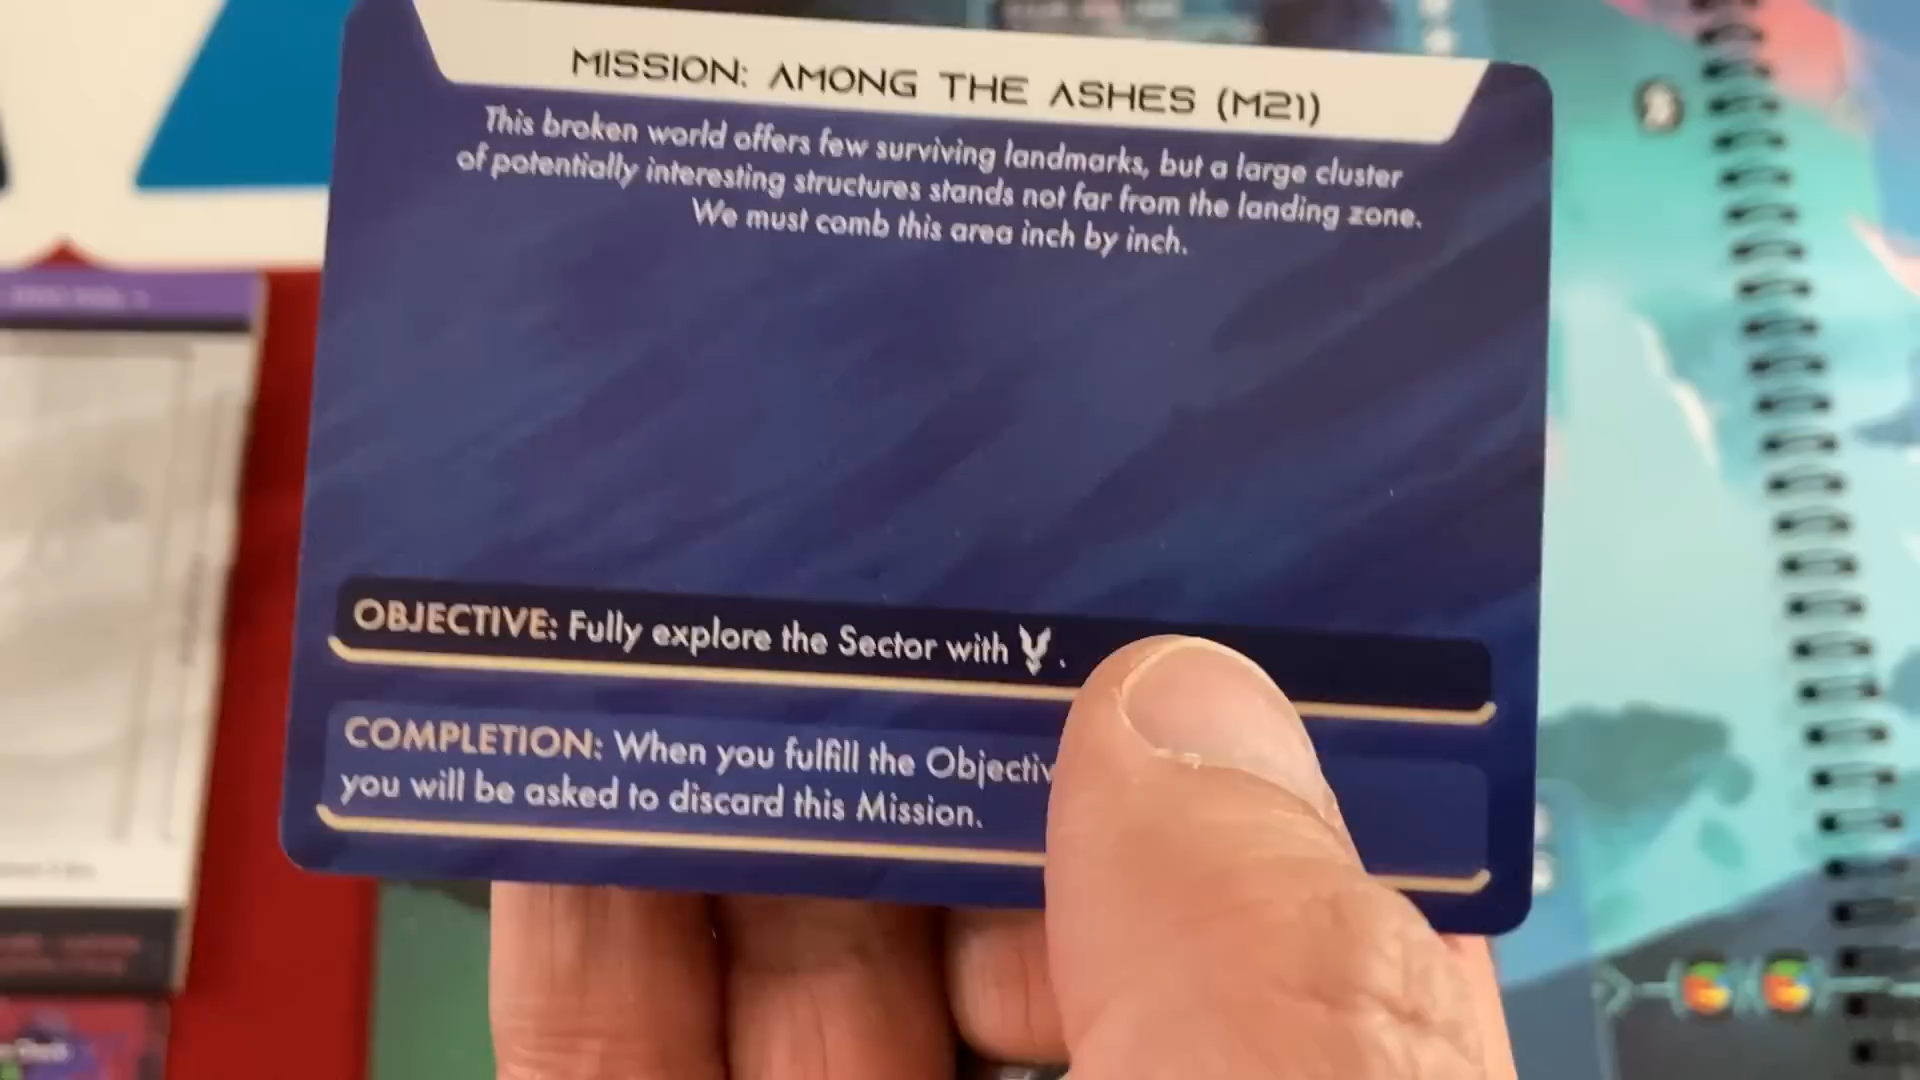 MISSION: AMONG THE ASHES (M21)
This broken world offers few surviving landmarks, but a large cluster
of potentially interesting structures stands not far from the landing zone.
We must comb this area inch by inch.
OBJECTIVE: Fully explore the Sector with .
COMPLETION: When you fulfill the Objectiv
you will be asked to discard this Mission.